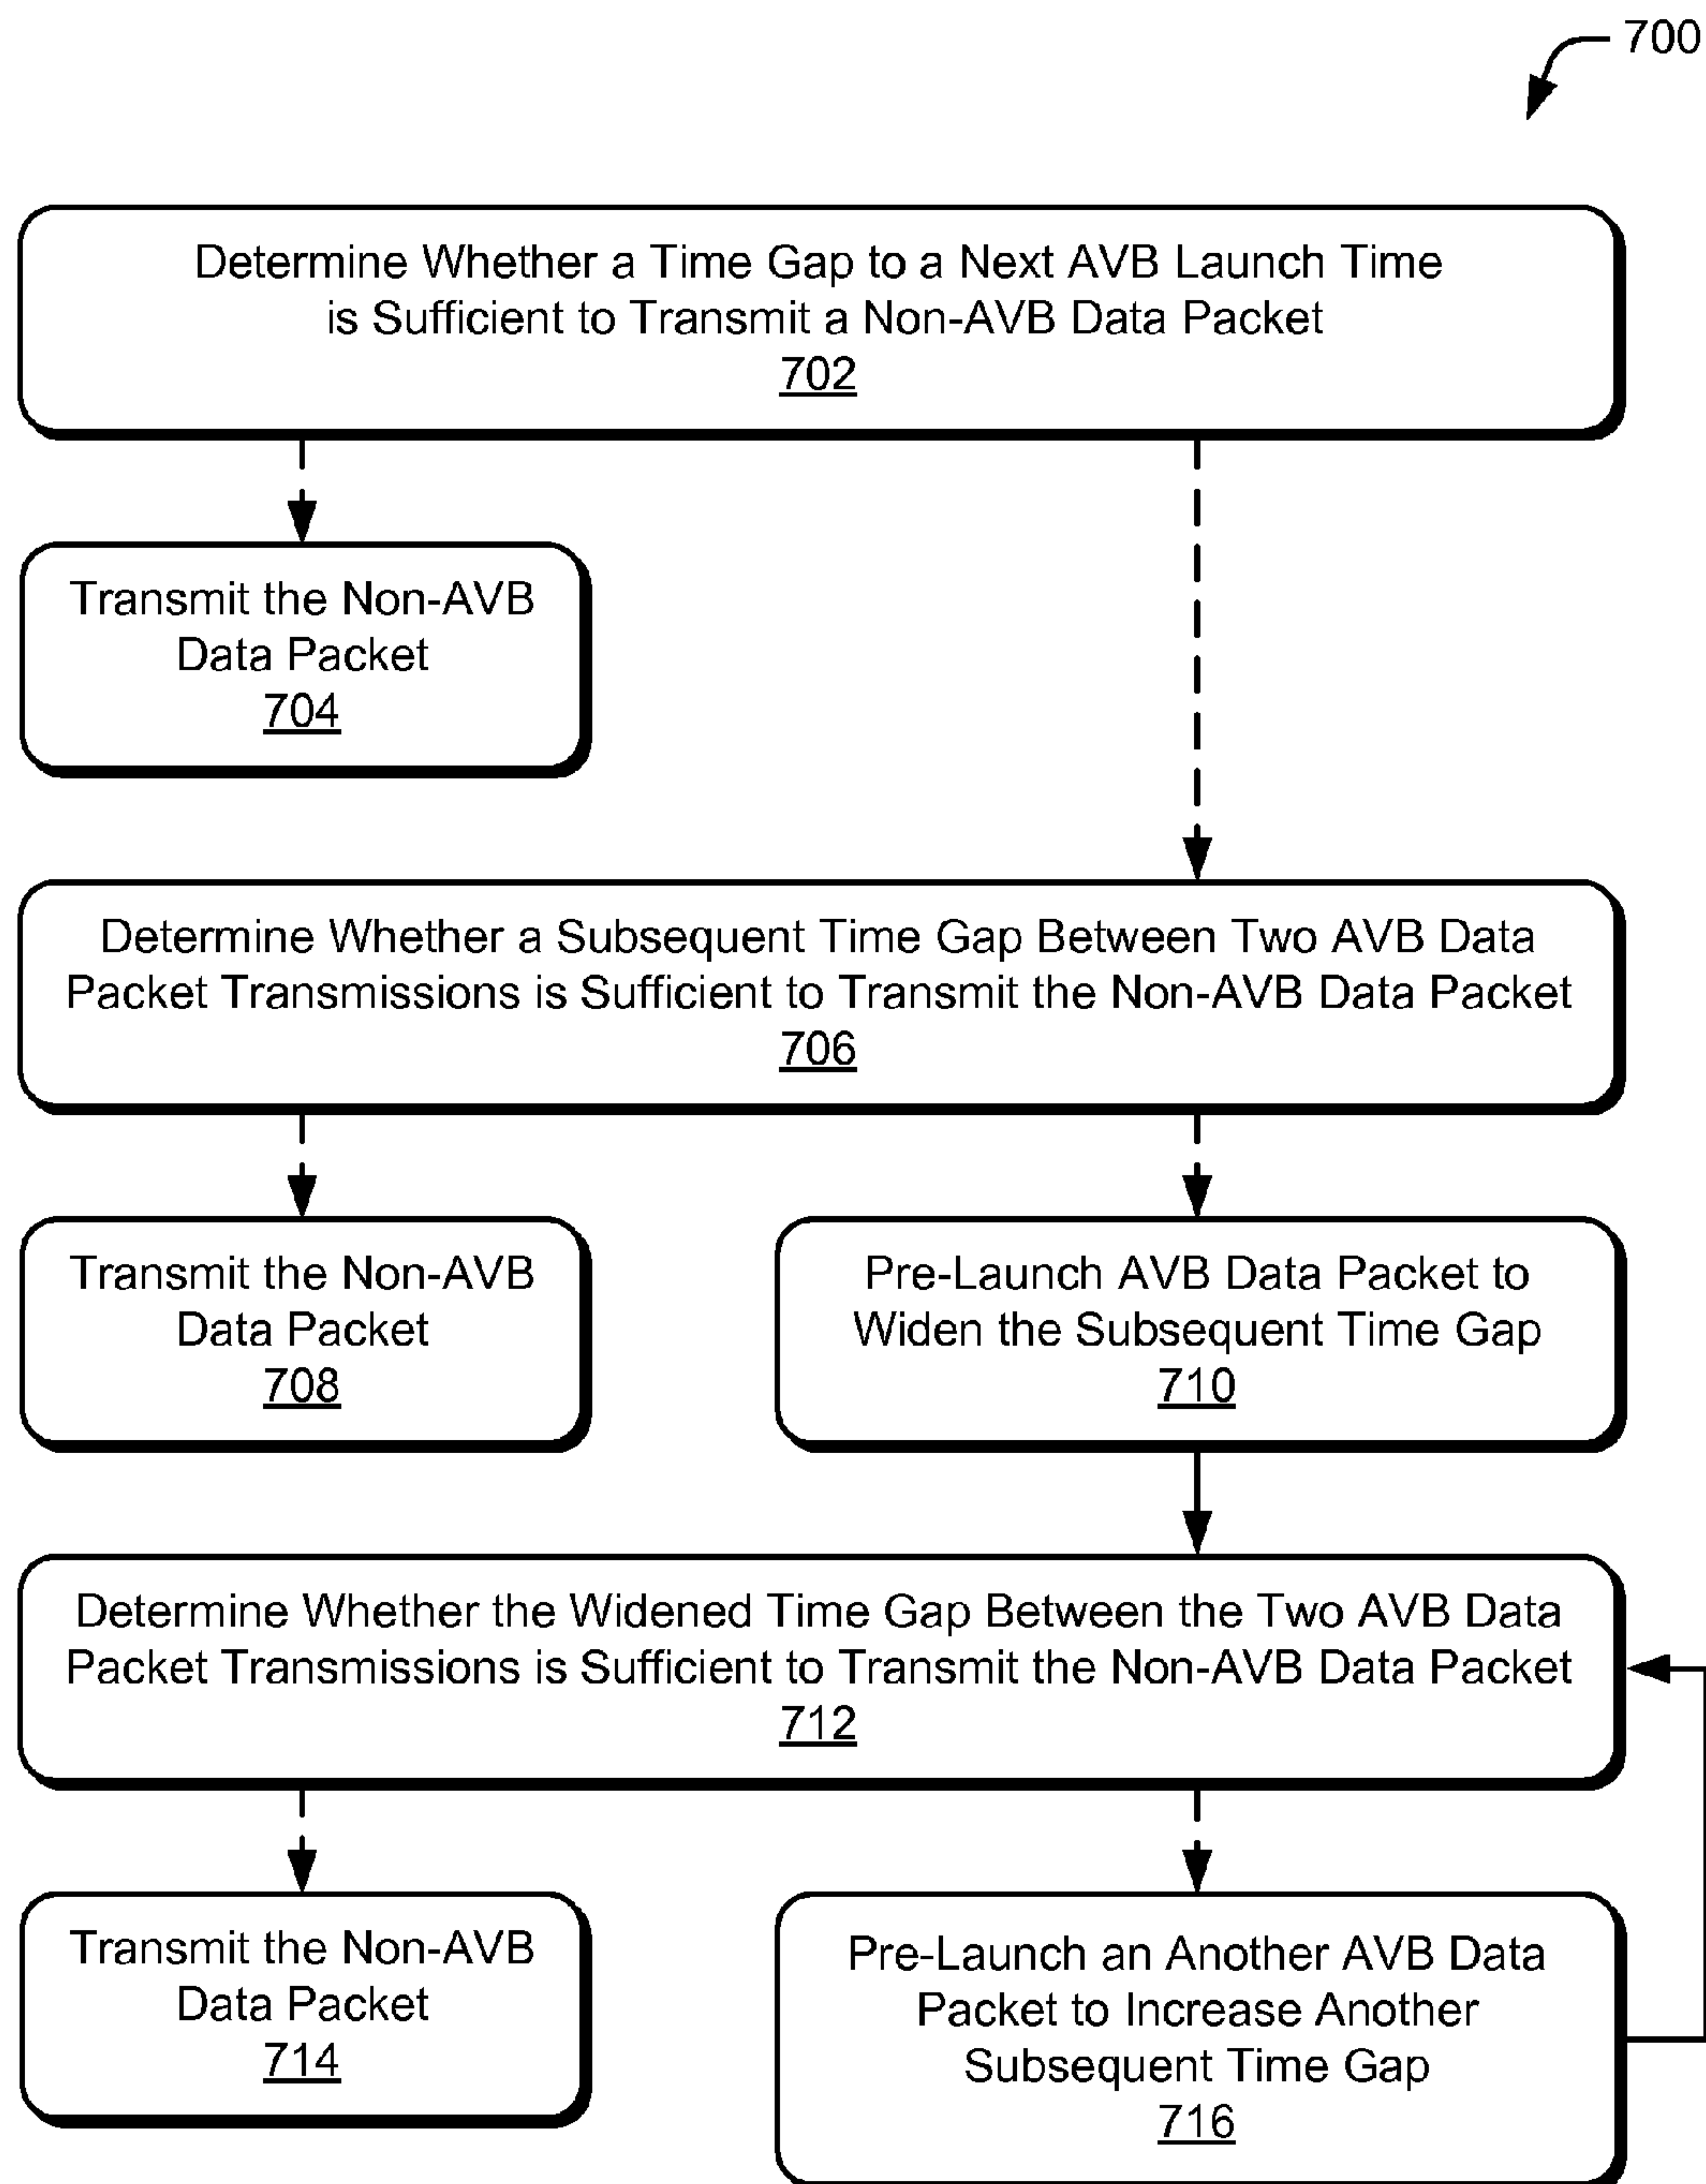 700
Determine Whether a Time Gap to a Next AVB Launch Time
is Sufficient to Transmit a Non-AVB Data Packet
702
Transmit the Non-AVB
Data Packet
704
Determine Whether a Subsequent Time Gap Between Two AVB Data
Packet Transmissions is Sufficient to Transmit the Non-AVB Data Packet
706
Transmit the Non-AVB
Data Packet
708
Pre-Launch AVB Data Packet to
Widen the Subsequent Time Gap
710
Determine Whether the Widened Time Gap Between the Two AVB Data
Packet Transmissions is Sufficient to Transmit the Non-AVB Data Packet
712
Transmit the Non-AVB
Data Packet
714
Pre-Launch an Another AVB Data
Packet to Increase Another
Subsequent Time Gap
716